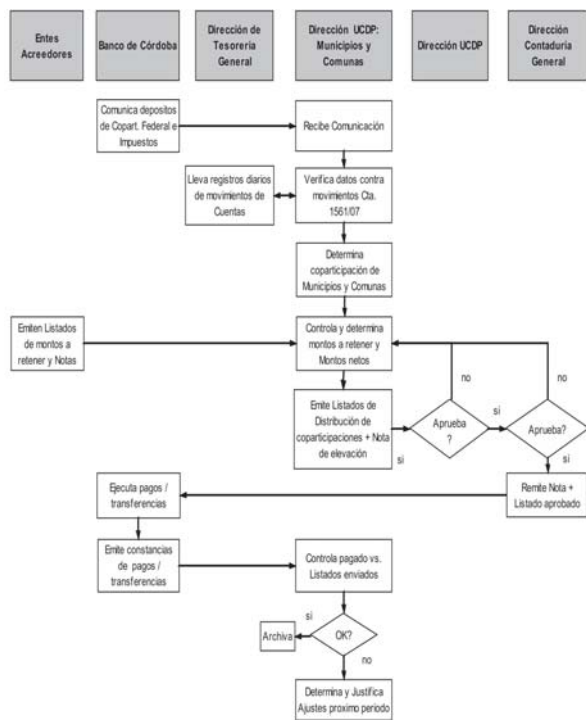 Entes
Acreedores
Banco de Córdoba
Dirección de
Tesorería
General
Dirección UCDP:
Municipios y
Comunas
Dirección UCDP
Dirección
Contaduría
General
Comunica depositos
de Copart. Federal e
Impuestos
Recibe Comunicación
Lleva registros diarios
de movimientos de
Cuentas
Verifica datos contra
movimientos Cta.
1561/07
Determina
coparticipación de
Municipios y Comunas
Emiten Listados
de montos a
retener y Notas
Controla y determina
montos a retener y
Montos netos
no
no
Emite Listados de
Distribución de
coparticipaciones + Nota
de elevación
si
Aprueba
?
si
Aprueba?
si
Ejecuta pagos /
transferencias
Remite Nota +
Listado aprobado
Emite constancias
de pagos /
transferencias
Controla pagado vs.
Listados enviados
si
Archiva
OK?
no
Determina y Justifica
Ajustes proximo periodo